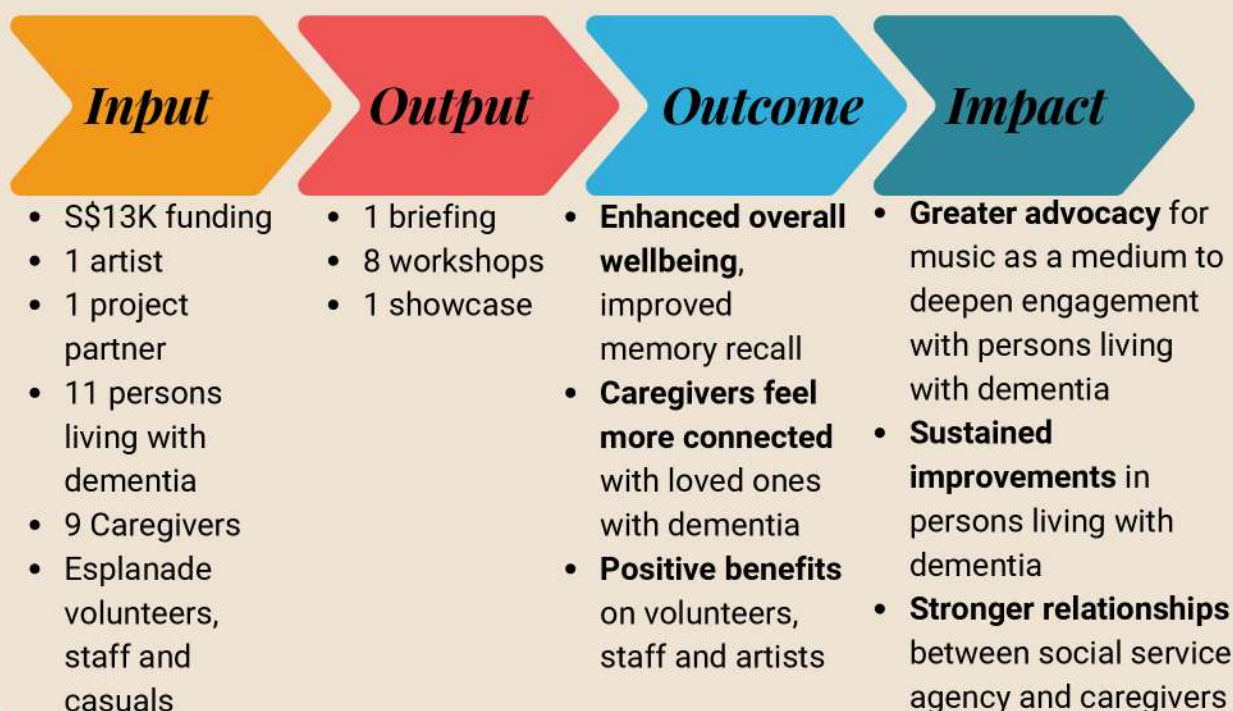 Input
• S$13K funding
• 1 artist
• 1 project
partner
• 11 persons
living with
dementia
• 9 Caregivers
• Esplanade
volunteers,
staff and
casuals
Output
• 1 briefing
• 8 workshops
• 1 showcase
Outcome
• Enhanced overall
wellbeing,
improved
memory recall
• Caregivers feel
more connected
with loved ones
with dementia
• Positive benefits
on volunteers,
staff and artists
Impact
• Greater advocacy for
music as a medium to
deepen engagement
with persons living
with dementia
• Sustained
improvements in
persons living with
dementia
• Stronger relationships
between social service
agency and caregivers